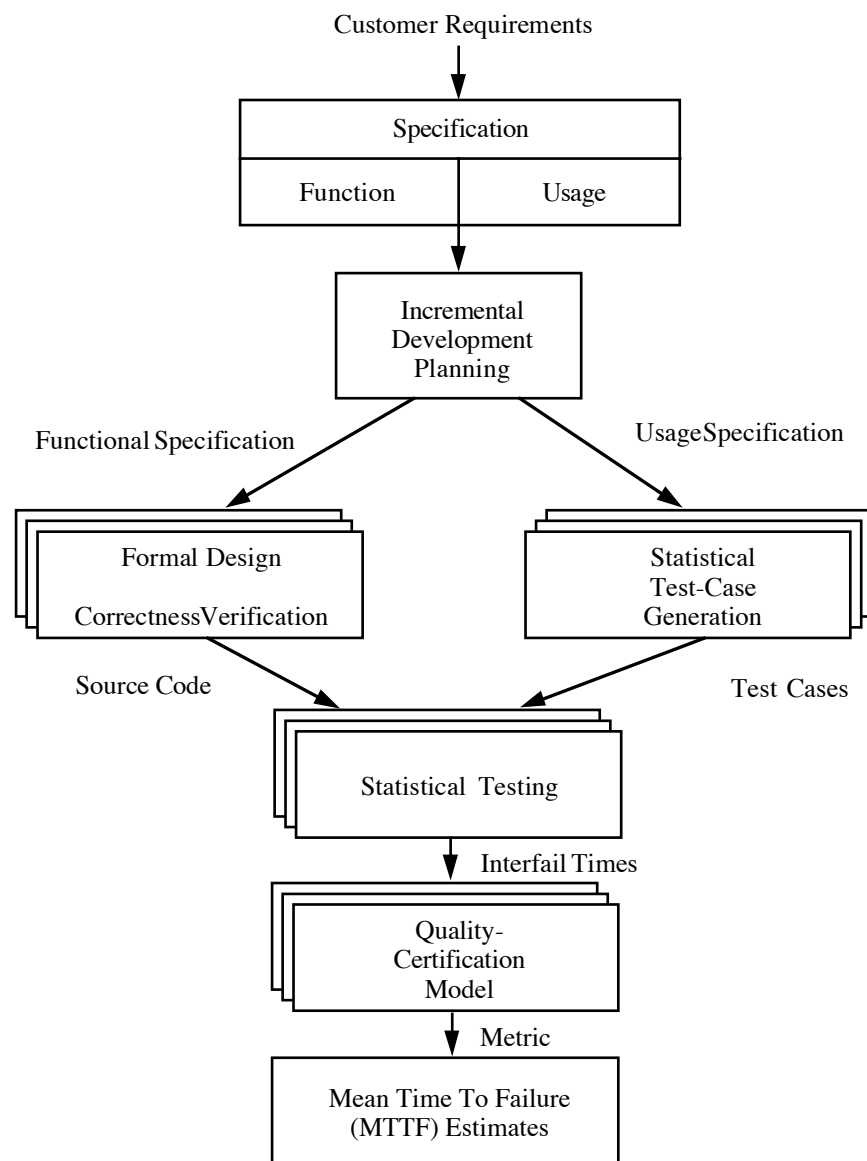 Customer Requirements
Specification
Function
Usage
Incremental
Development
Planning
Functional Specification
UsageSpecification
Formal Design
CorrectnessVerification
Statistical
Test-Case
Generation
Source Code
Test Cases
Statistical Testing
Interfail Times
Quality-
Certification
Model
Metric
Mean Time To Failure
(MTTF) Estimates